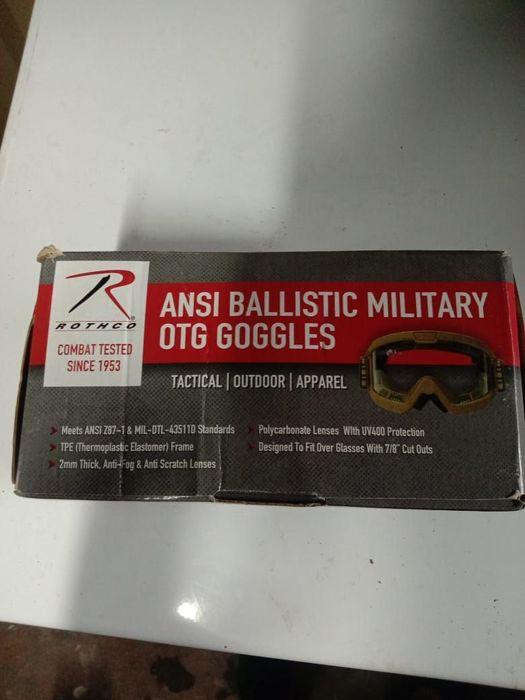 R
ROTHCO®
COMBAT TESTED
SINCE 1953
ANSI BALLISTIC MILITARY
OTG GOGGLES
TACTICAL | OUTDOOR | APPAREL
Meets ANSI Z87-1 & MIL-DTL-43511D Standards
TPE (Thermoplastic Elastomer) Frame
2mm Thick, Anti-Fog & Anti Scratch Lenses
Polycarbonate Lenses With UV400 Protection
Designed To Fit Over Glasses With 7/8" Cut Outs